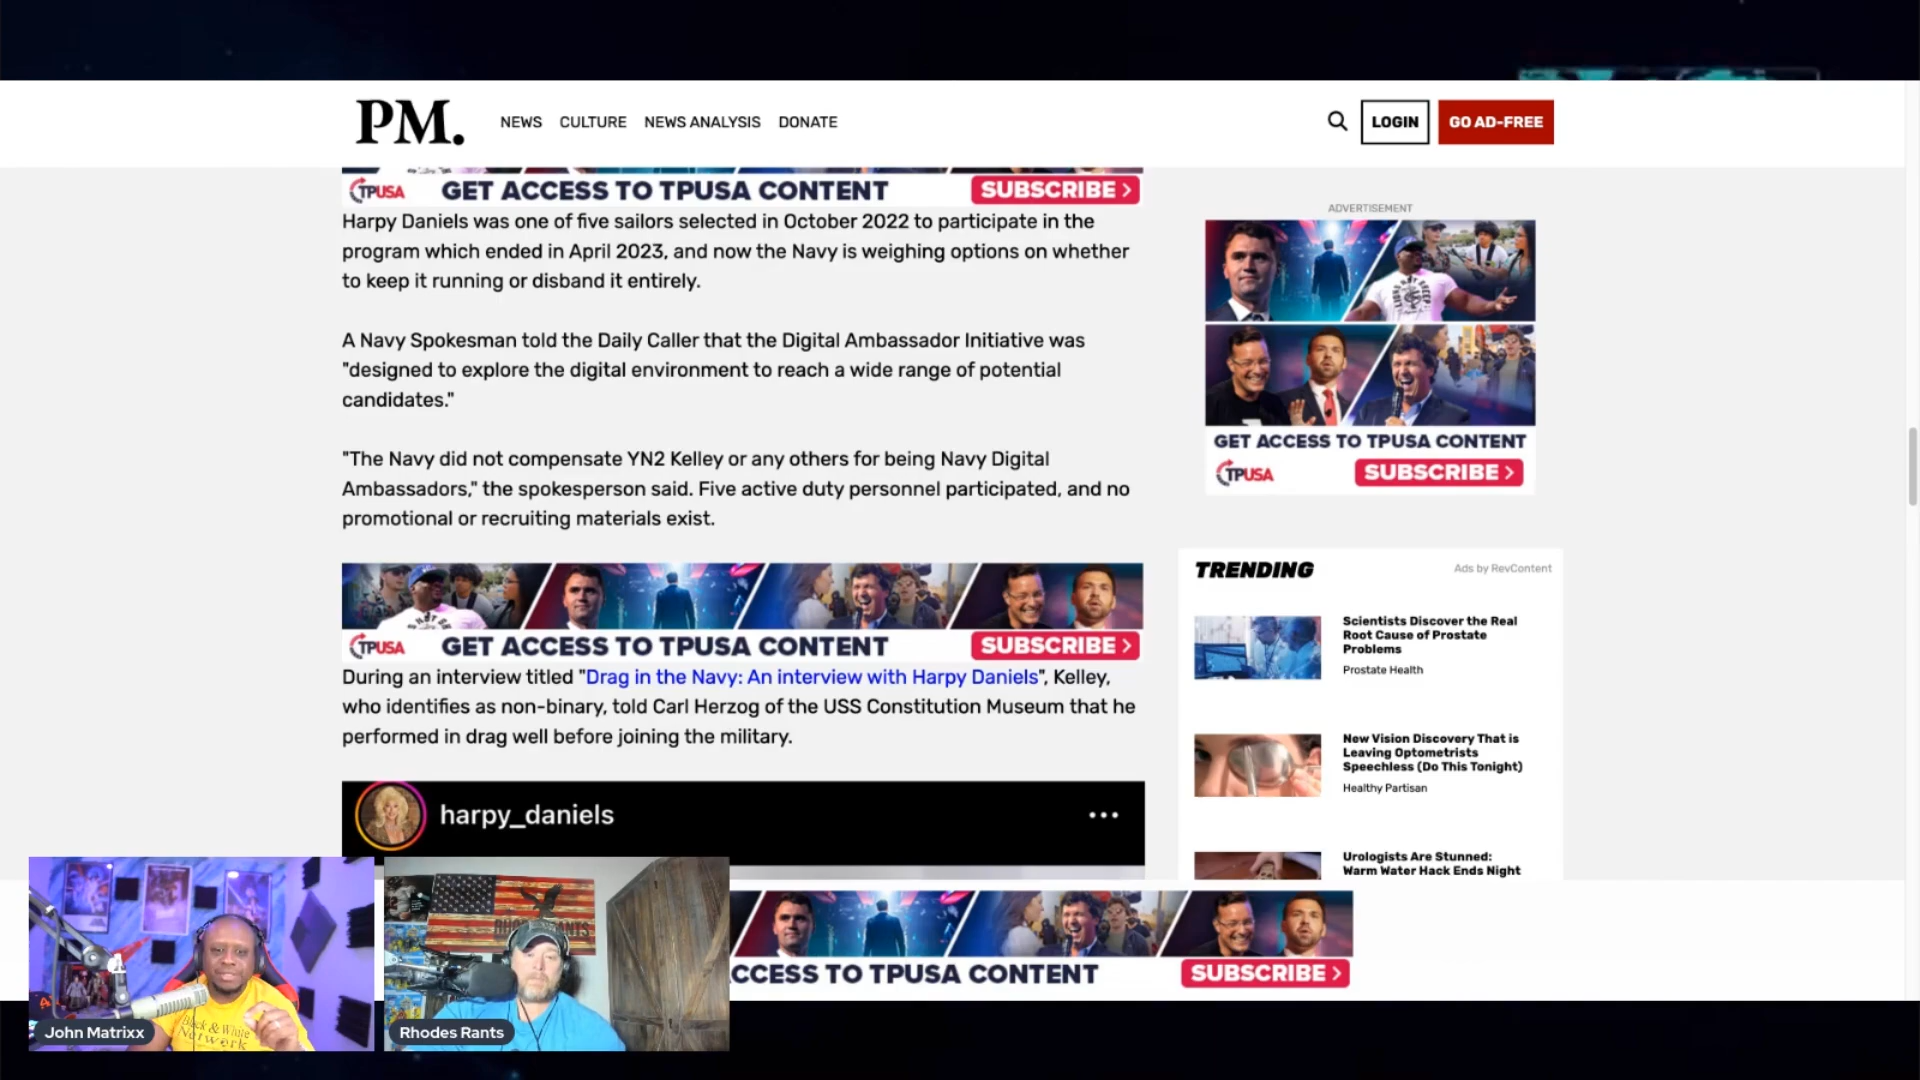 PM.
NEWS CULTURE NEWS ANALYSIS DONATE
LOGIN
GO AD-FREE
TPUSA GET ACCESS TO TPUSA CONTENT SUBSCRIBE >
Harpy Daniels was one of five sailors selected in October 2022 to participate in the
program which ended in April 2023, and now the Navy is weighing options on whether
to keep it running or disband it entirely.
A Navy Spokesman told the Daily Caller that the Digital Ambassador Initiative was
"designed to explore the digital environment to reach a wide range of potential
candidates."
"The Navy did not compensate YN2 Kelley or any others for being Navy Digital
Ambassadors," the spokesperson said. Five active duty personnel participated, and no
promotional or recruiting materials exist.
TPUSA GET ACCESS TO TPUSA CONTENT SUBSCRIBE >
During an interview titled "Drag in the Navy: An interview with Harpy Daniels", Kelley,
who identifies as non-binary, told Carl Herzog of the USS Constitution Museum that he
performed in drag well before joining the military.
harpy_daniels
ADVERTISEMENT
GET ACCESS TO TPUSA CONTENT
TPUSA SUBSCRIBE >
TRENDING
Ads by RevContent
Scientists Discover the Real
Root Cause of Prostate
Problems
Prostate Health
New Vision Discovery That is
Leaving Optometrists
Speechless (Do This Tonight)
Healthy Partisan
Urologists Are Stunned:
Warm Water Hack Ends Night
CCESS TO TPUSA CONTENT SUBSCRIBE >
Black & White
Network
John Matrixx
Rhodes Rants